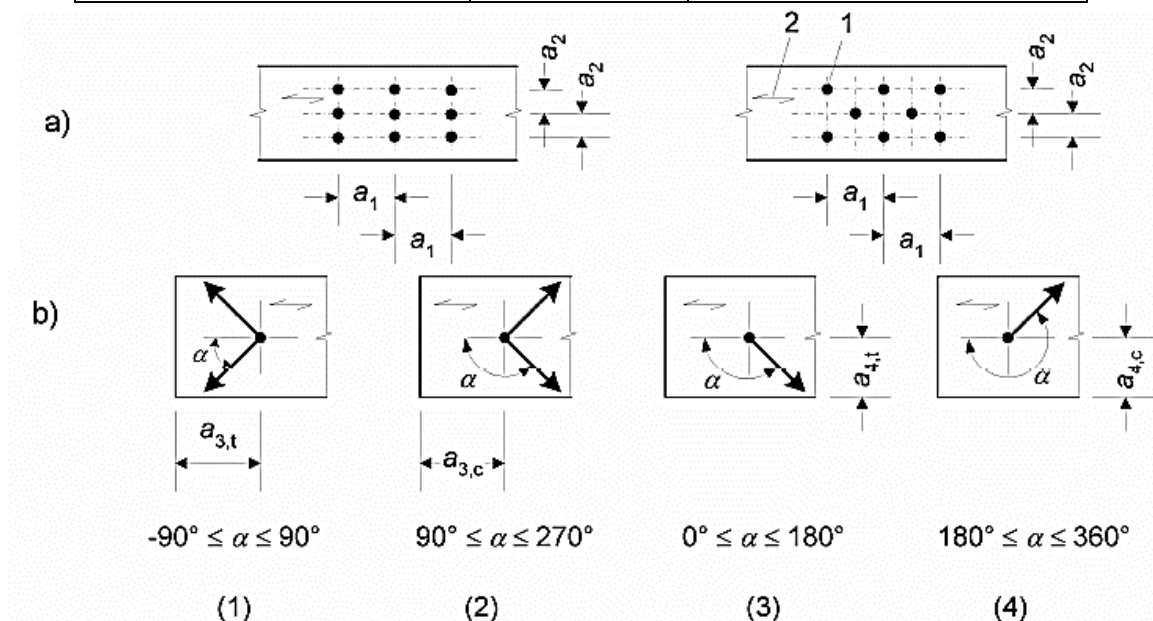 2 1
a)
a₂ a₂ a₂ a₂
a₁ a₁
a₁ a₁
b)
α α α α
a₄,t a₄,c
a₃,t a₃,c
-90° ≤ α ≤ 90° 90° ≤ α ≤ 270° 0° ≤ α ≤ 180° 180° ≤ α ≤ 360°
(1) (2) (3) (4)